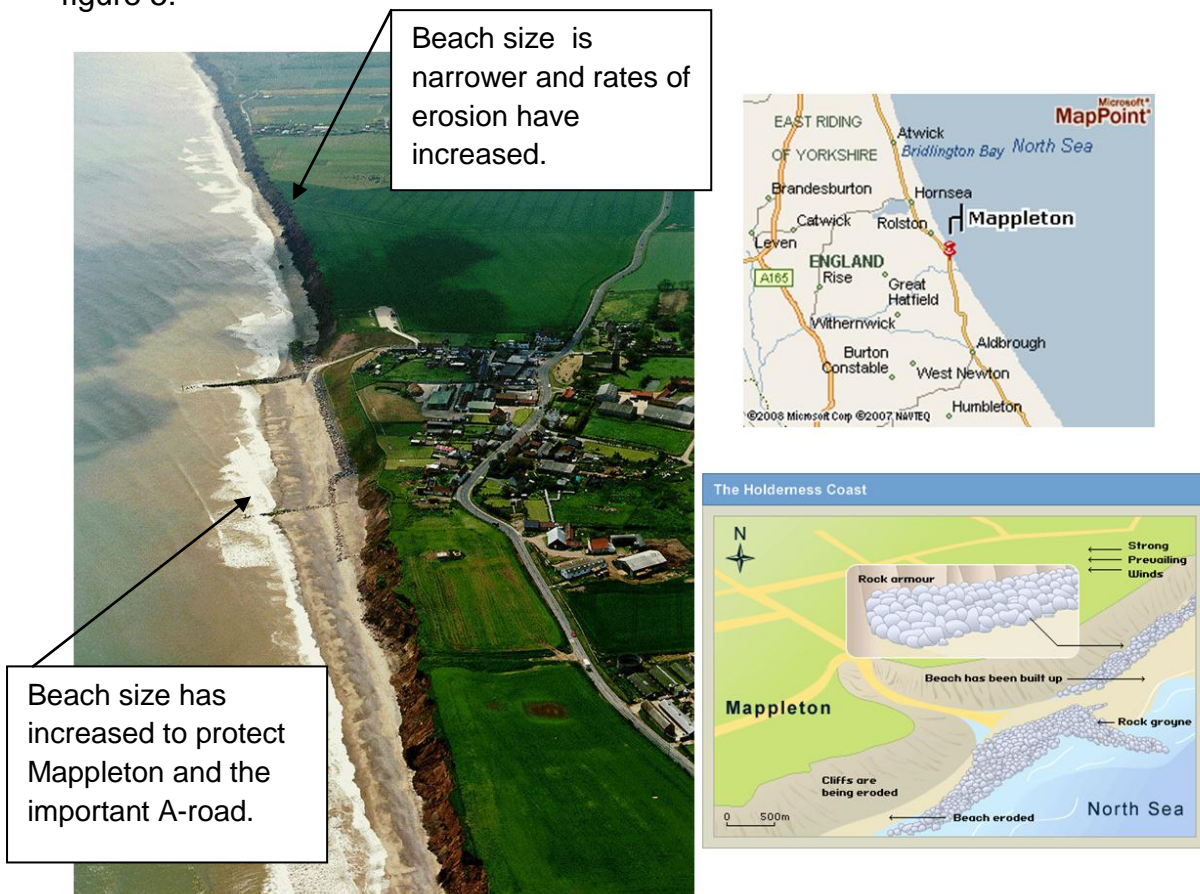 figure 3.
Beach size is
narrower and rates of
erosion have
increased.
Beach size has
increased to protect
Mappleton and the
important A-road.
Microsoft®
MapPoint®
EAST RIDING
OF YORKSHIRE
Atwick
Bridlington Bay
North Sea
Brandesburton
Hornsea
Catwick
Rolston
Mappleton
Leven
ENGLAND
A165
Rise
Great
Hatfield
Withernwick
Aldbrough
Burton
Constable
West Newton
Humbleton
©2008 Microsoft Corp ©2007 NAVTEQ
The Holderness Coast
N
Strong
Prevailing
Winds
Rock armour
Beach has been built up
Mappleton
Rock groyne
Cliffs are
being eroded
North Sea
Beach eroded
0 500m